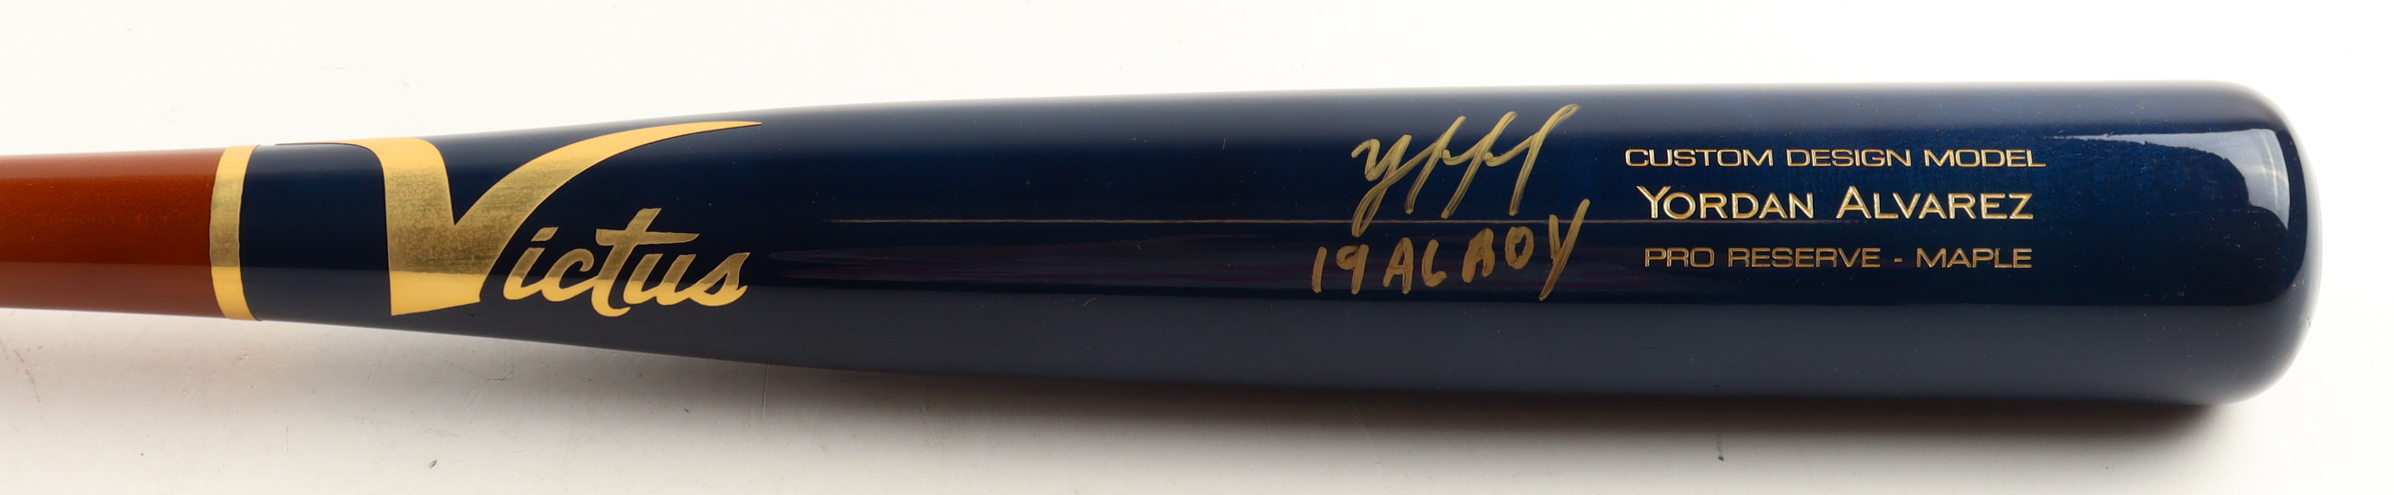 Victus
CUSTOM DESIGN MODEL
YORDAN ALVAREZ
PRO RESERVE - MAPLE
19 AL ROY